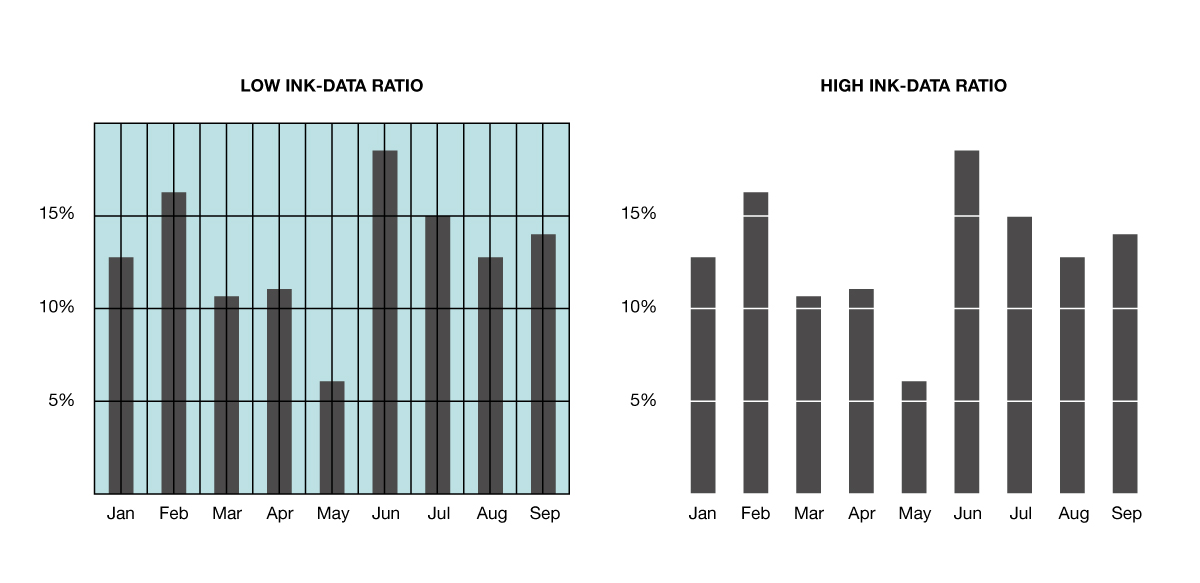 LOW INK-DATA RATIO
15%
10%
5%
Jan Feb Mar Apr May Jun Jul Aug Sep
HIGH INK-DATA RATIO
15%
10%
5%
Jan Feb Mar Apr May Jun Jul Aug Sep